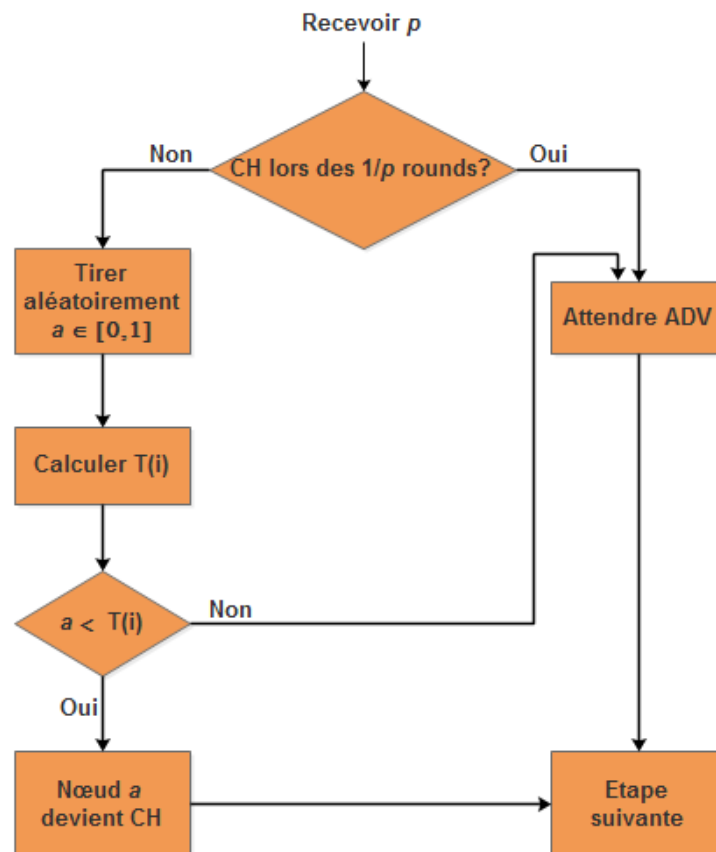 Recevoir p
CH lors des 1/p rounds?
Non
Oui
Tirer
aléatoirement
a ∈ [0,1]
Attendre ADV
Calculer T(i)
a < T(i)
Non
Oui
Nœud a
devient CH
Etape
suivante